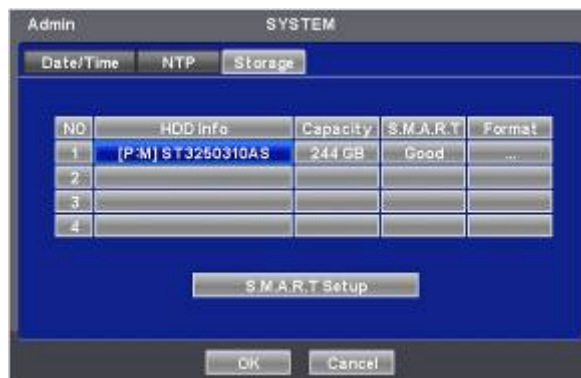 Admin SYSTEM
Date/Time NTP Storage
NO HDD Info Capacity S.M.A.R.T Format
1 [P:M] ST3250310AS 244 GB Good ...
2
3
4
S.M.A.R.T Setup
OK Cancel